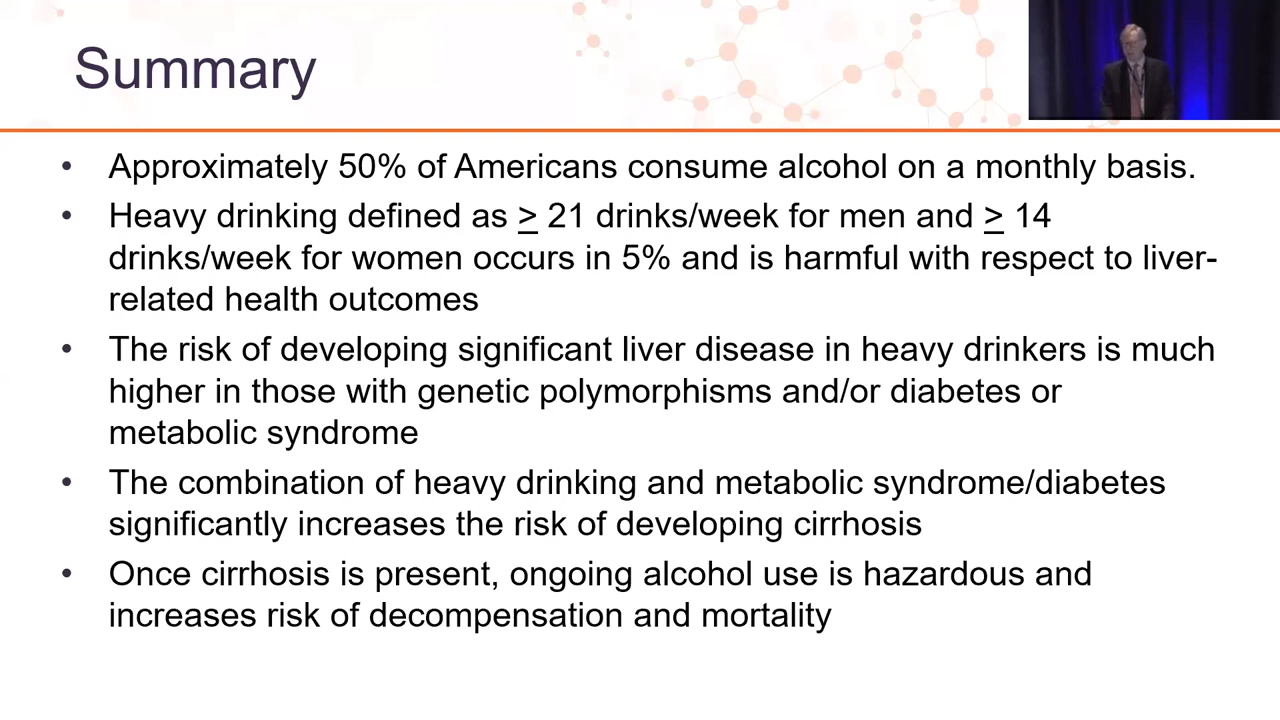 Summary
• Approximately 50% of Americans consume alcohol on a monthly basis.
• Heavy drinking defined as ≥ 21 drinks/week for men and ≥ 14
drinks/week for women occurs in 5% and is harmful with respect to liver-
related health outcomes
• The risk of developing significant liver disease in heavy drinkers is much
higher in those with genetic polymorphisms and/or diabetes or
metabolic syndrome
• The combination of heavy drinking and metabolic syndrome/diabetes
significantly increases the risk of developing cirrhosis
• Once cirrhosis is present, ongoing alcohol use is hazardous and
increases risk of decompensation and mortality